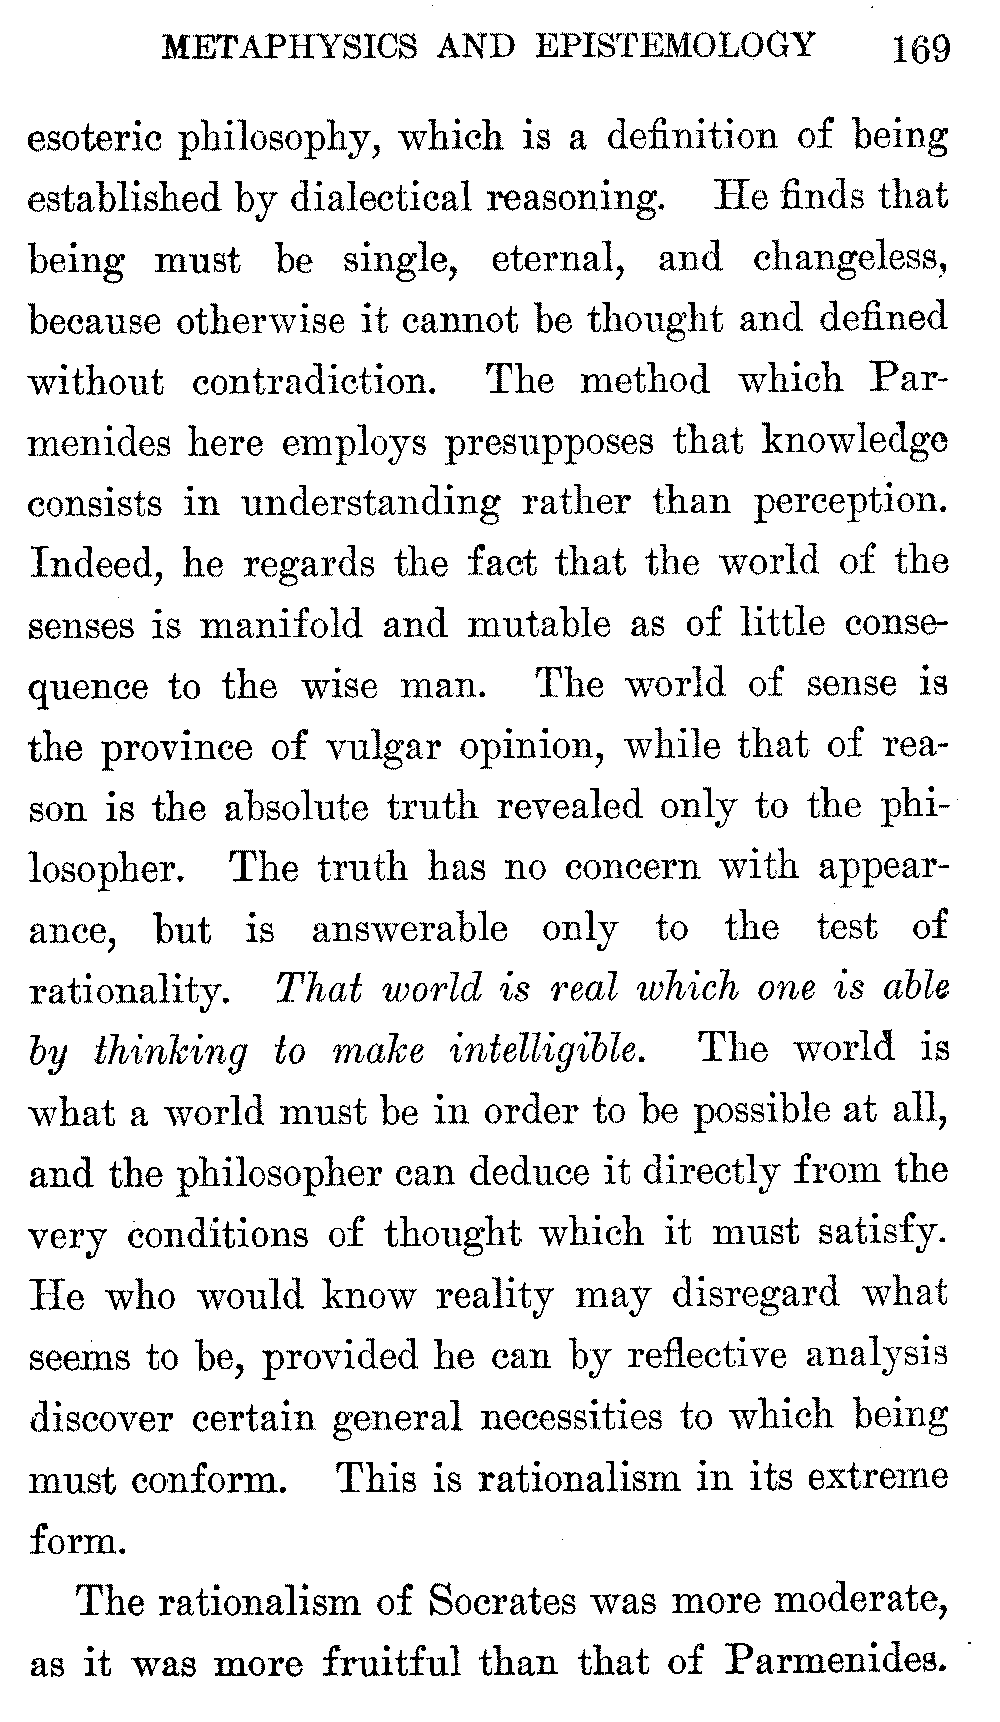 METAPHYSICS AND EPISTEMOLOGY 169
esoteric philosophy, which is a definition of being
established by dialectical reasoning. He finds that
being must be single, eternal, and changeless,
because otherwise it cannot be thought and defined
without contradiction. The method which Par-
menides here employs presupposes that knowledge
consists in understanding rather than perception.
Indeed, he regards the fact that the world of the
senses is manifold and mutable as of little conse-
quence to the wise man. The world of sense is
the province of vulgar opinion, while that of rea-
son is the absolute truth revealed only to the phi-
losopher. The truth has no concern with appear-
ance, but is answerable only to the test of
rationality. That world is real which one is able
by thinking to make intelligible. The world is
what a world must be in order to be possible at all,
and the philosopher can deduce it directly from the
very conditions of thought which it must satisfy.
He who would know reality may disregard what
seems to be, provided he can by reflective analysis
discover certain general necessities to which being
must conform. This is rationalism in its extreme
form.
The rationalism of Socrates was more moderate,
as it was more fruitful than that of Parmenides.